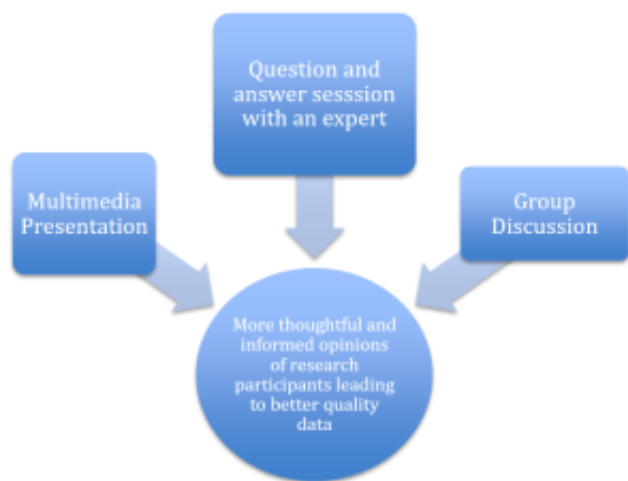 Question and
answer sesssion
with an expert
Multimedia
Presentation
Group
Discussion
More thoughtful and
informed opinions
of research
participants leading
to better quality
data